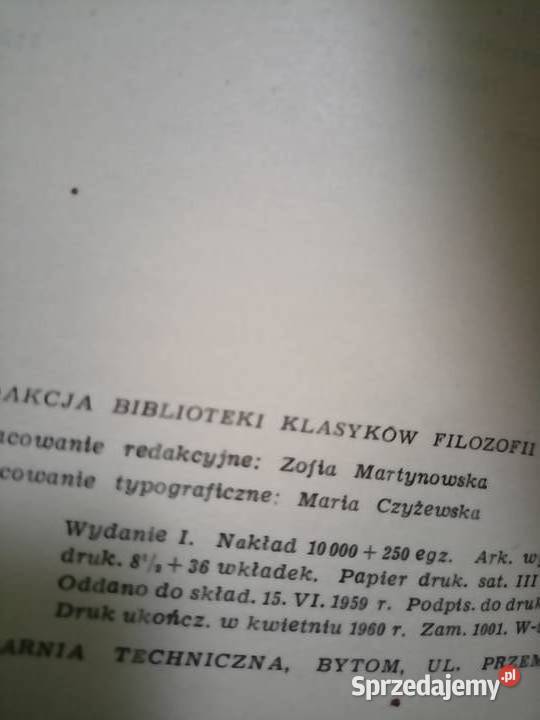 AKCJA BIBLIOTEKI KLASYKÓW FILOZOFII
acowanie redakcyjne: Zofia Martynowska
cowanie typograficzne: Maria Czyżewska
Wydanie I. Nakład 10 000 + 250 egz. Ark. wy
druk. 8¹/₂ + 36 wkładek. Papier druk. sat. III
Oddano do skład. 15. VI. 1959 r. Podpis. do druk
Druk ukończ. w kwietniu 1960 r. Zam. 1001. W-
ARNIA TECHNICZNA, BYTOM, UL. PRZEM
Sprzedajemy.pl